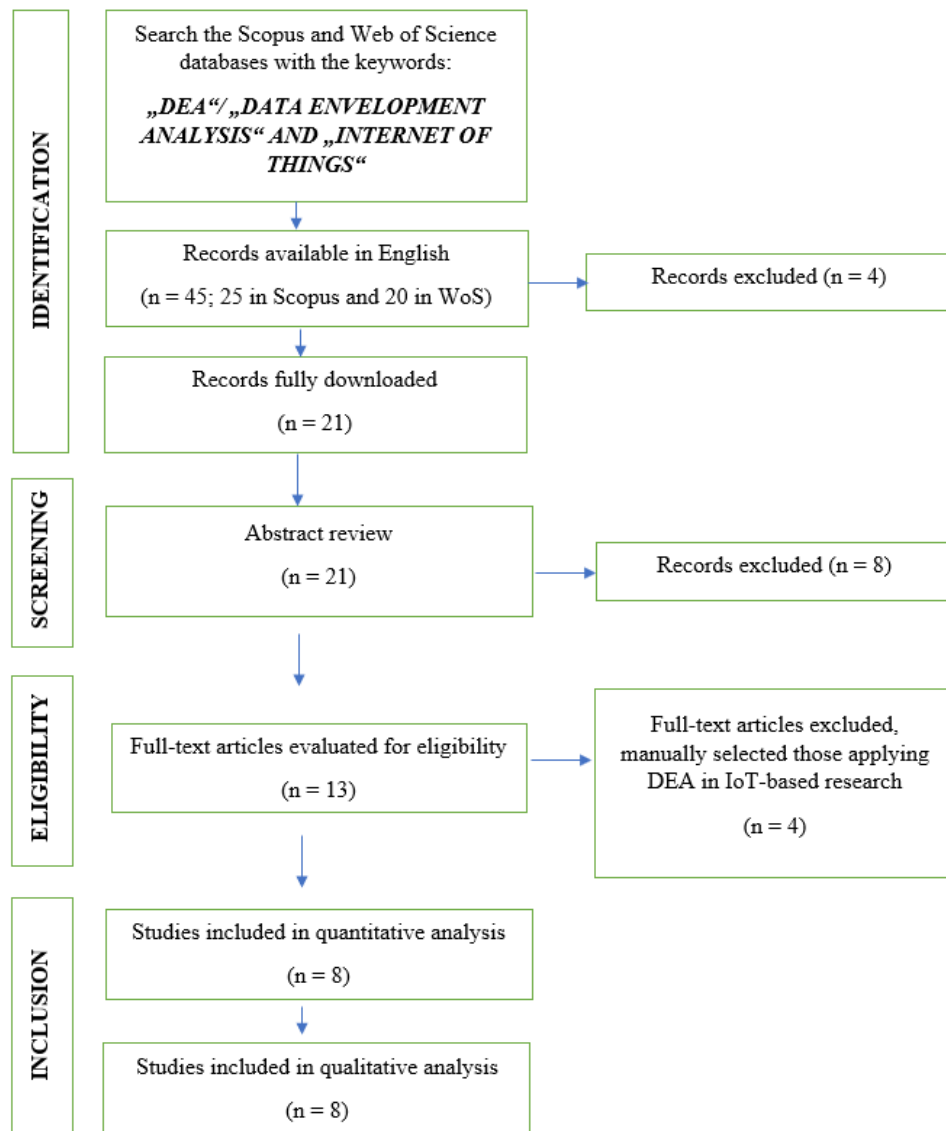 IDENTIFICATION
Search the Scopus and Web of Science
databases with the keywords:
„DEA“/ „DATA ENVELOPMENT
ANALYSIS“ AND „INTERNET OF
THINGS“
Records available in English
(n = 45; 25 in Scopus and 20 in WoS)
Records excluded (n = 4)
Records fully downloaded
(n = 21)
SCREENING
Abstract review
(n = 21)
Records excluded (n = 8)
ELIGIBILITY
Full-text articles evaluated for eligibility
(n = 13)
Full-text articles excluded,
manually selected those applying
DEA in IoT-based research
(n = 4)
INCLUSION
Studies included in quantitative analysis
(n = 8)
Studies included in qualitative analysis
(n = 8)